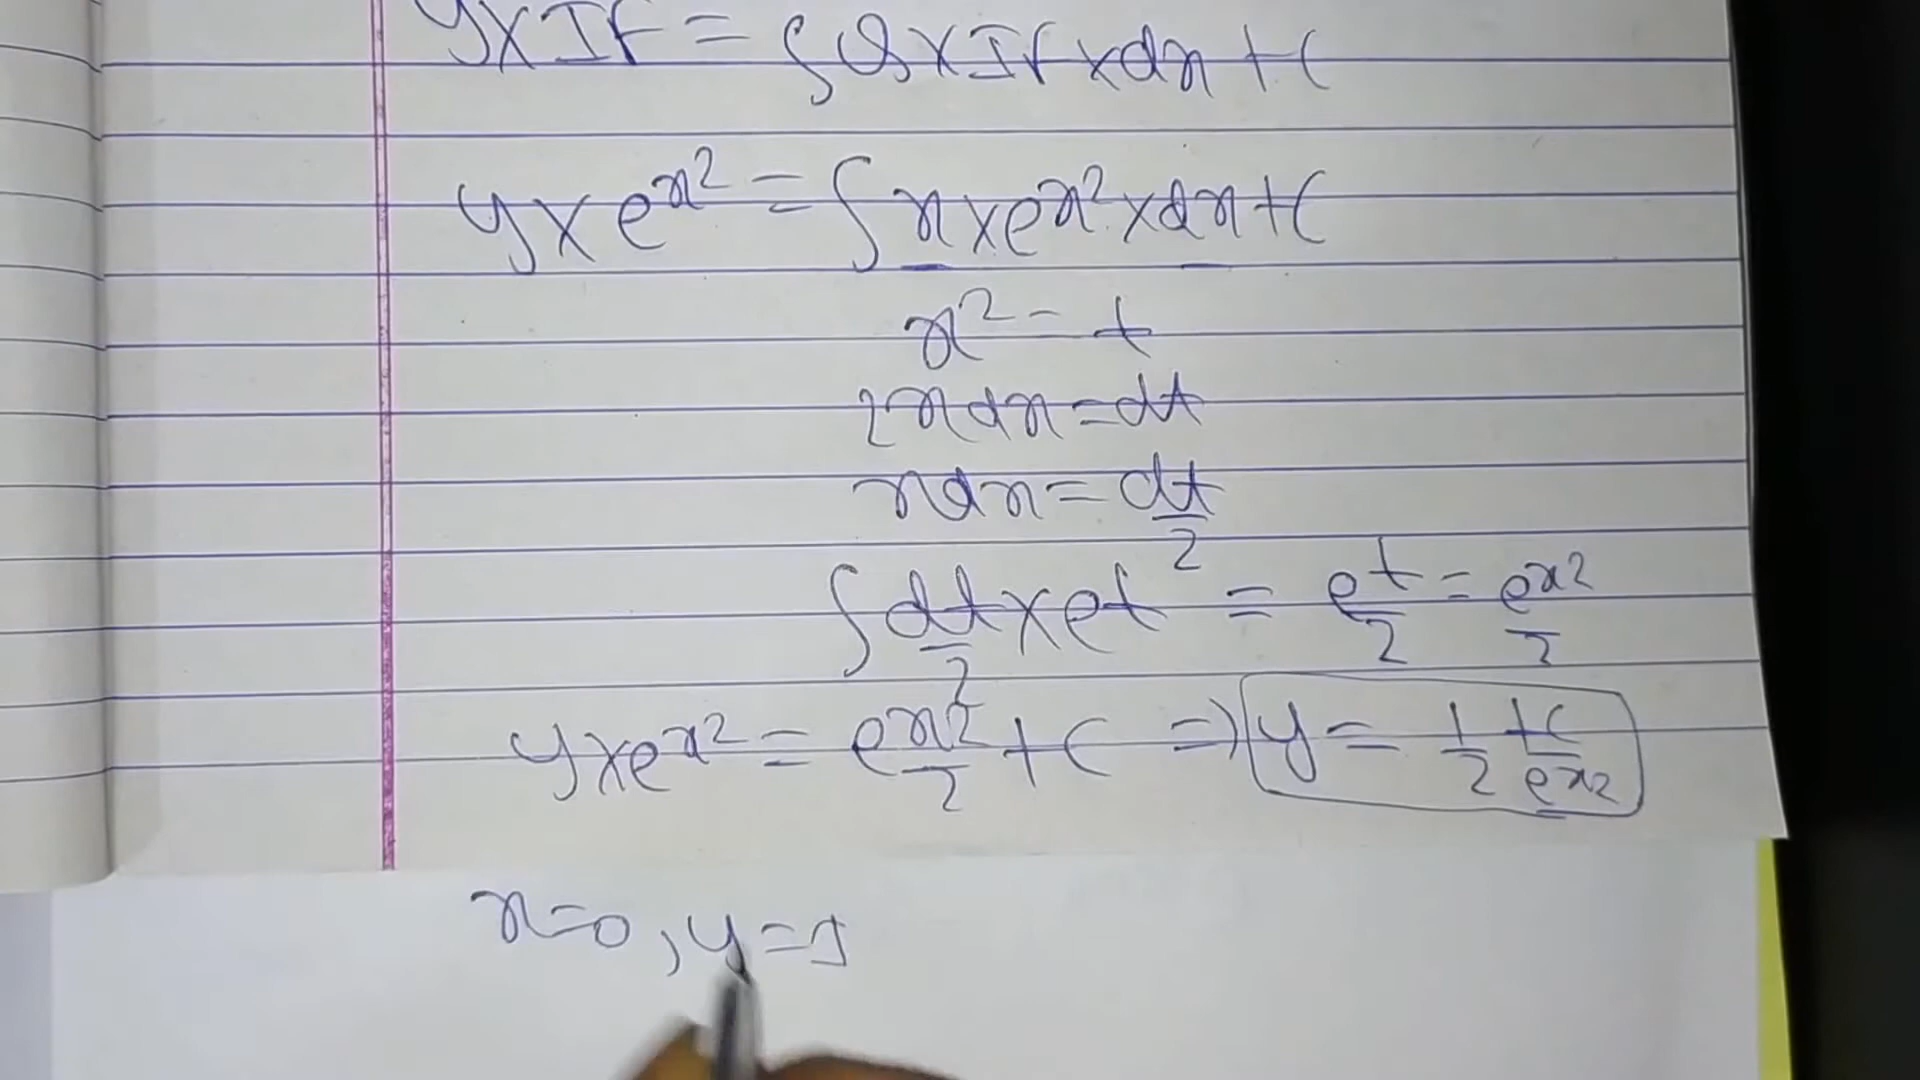 y×IF = ∫Q×IF×dx+C
y×e^x² = ∫x×e^x²×dx+C
x² = t
2xdx=dt
xdx = dt/2
∫dt/2×e^t = e^t/2 = e^x²/2
y×e^x² = e^x²/2 + C ⇒ y = 1/2 + C/e^x²
x=0, y=1